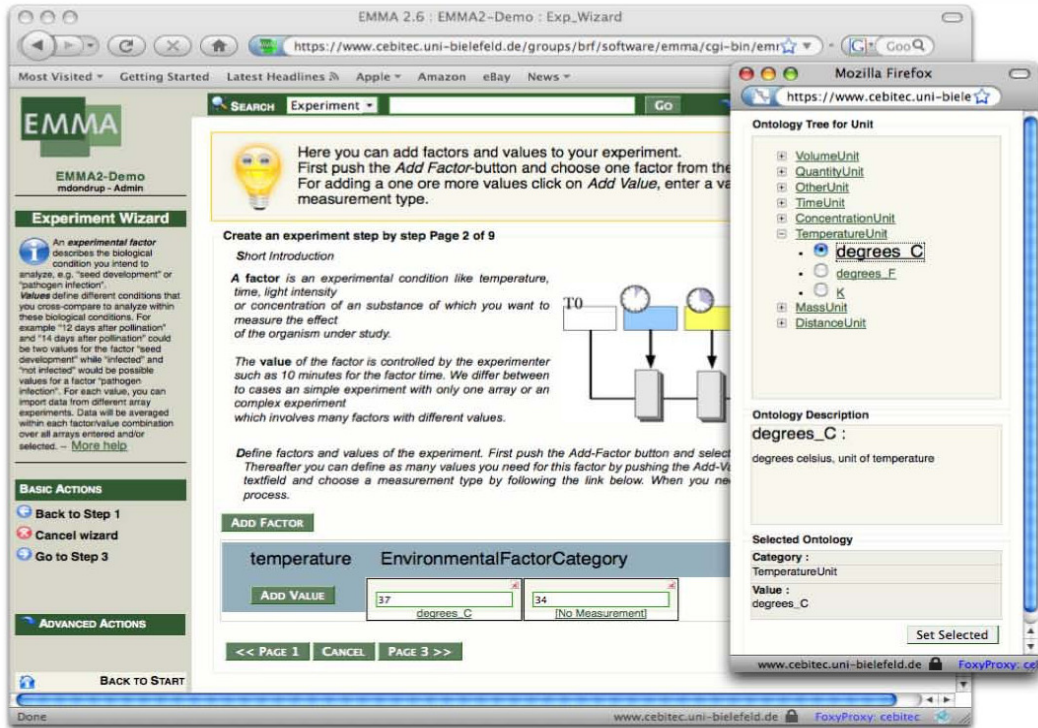 EMMA 2.6 : EMMA2-Demo : Exp_Wizard
https://www.cebitec.uni-bielefeld.de/groups/brf/software/emma/cgi-bin/emr
Goo
Most Visited
Getting Started
Latest Headlines
Apple
Amazon
eBay
News
EMMA
EMMA2-Demo
mdondrup - Admin
Experiment Wizard
An experimental factor
describes the biological
condition you intend to
analyze, e.g. "seed development" or
"pathogen infection".
Values define different conditions that
you cross-compare to analyze within
these biological conditions. For
example "12 days after pollination"
and "14 days after pollination" could
be two values for the factor "seed
development" while "infected" and
"not infected" would be possible
values for a factor "pathogen
infection". For each value, you can
import data from different array
experiments. Data will be averaged
within each factor/value combination
over all arrays entered and/or
selected. -- More help
BASIC ACTIONS
Back to Step 1
Cancel wizard
Go to Step 3
ADVANCED ACTIONS
BACK TO START
SEARCH
Experiment
GO
Here you can add factors and values to your experiment.
First push the Add Factor-button and choose one factor from the
For adding a one ore more values click on Add Value, enter a va
measurement type.
Create an experiment step by step Page 2 of 9
Short Introduction
A factor is an experimental condition like temperature,
time, light intensity
or concentration of an substance of which you want to
measure the effect
of the organism under study.
T0
The value of the factor is controlled by the experimenter
such as 10 minutes for the factor time. We differ between
to cases an simple experiment with only one array or an
complex experiment
which involves many factors with different values.
Define factors and values of the experiment. First push the Add-Factor button and select
Thereafter you can define as many values you need for this factor by pushing the Add-Va
textfield and choose a measurement type by following the link below. When you nee
process.
ADD FACTOR
temperature EnvironmentalFactorCategory
ADD VALUE
37
degrees_C
34
[No Measurement]
<< PAGE 1
CANCEL
PAGE 3 >>
Done
www.cebitec.uni-bielefeld.de
FoxyProxy: cebitec
Mozilla Firefox
https://www.cebitec.uni-biele
Ontology Tree for Unit
VolumeUnit
QuantityUnit
OtherUnit
TimeUnit
ConcentrationUnit
TemperatureUnit
degrees_C
degrees_F
K
MassUnit
DistanceUnit
Ontology Description
degrees_C :
degrees celsius, unit of temperature
Selected Ontology
Category :
TemperatureUnit
Value :
degrees_C
Set Selected
www.cebitec.uni-bielefeld.de
FoxyProxy: cel